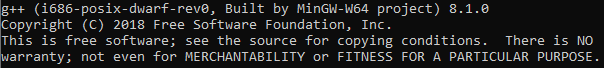 g++ (i686-posix-dwarf-rev0, Built by MinGW-W64 project) 8.1.0
Copyright (C) 2018 Free Software Foundation, Inc.
This is free software; see the source for copying conditions.  There is NO
warranty; not even for MERCHANTABILITY or FITNESS FOR A PARTICULAR PURPOSE.